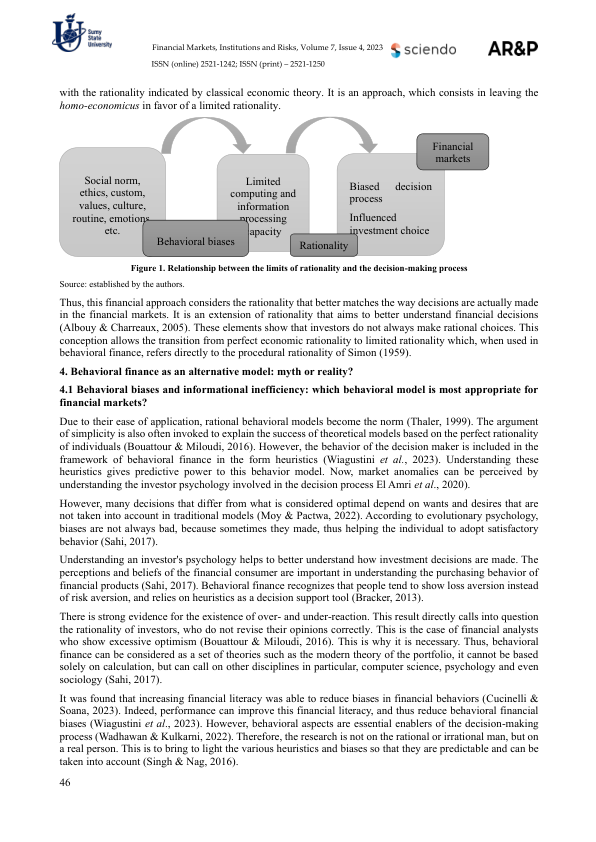 Sumy
State
University
Financial Markets, Institutions and Risks, Volume 7, Issue 4, 2023
sciendo
AR&P
ISSN (online) 2521-1242; ISSN (print) – 2521-1250
with the rationality indicated by classical economic theory. It is an approach, which consists in leaving the
homo-economicus in favor of a limited rationality.
Financial
markets
Social norm,
ethics, custom,
values, culture,
routine, emotions
etc.
Behavioral biases
Limited
computing and
information
processing
apacity
Rationality
Biased decision
process
Influenced
investment choice
Figure 1. Relationship between the limits of rationality and the decision-making process
Source: established by the authors.
Thus, this financial approach considers the rationality that better matches the way decisions are actually made
in the financial markets. It is an extension of rationality that aims to better understand financial decisions
(Albouy & Charreaux, 2005). These elements show that investors do not always make rational choices. This
conception allows the transition from perfect economic rationality to limited rationality which, when used in
behavioral finance, refers directly to the procedural rationality of Simon (1959).
4. Behavioral finance as an alternative model: myth or reality?
4.1 Behavioral biases and informational inefficiency: which behavioral model is most appropriate for
financial markets?
Due to their ease of application, rational behavioral models become the norm (Thaler, 1999). The argument
of simplicity is also often invoked to explain the success of theoretical models based on the perfect rationality
of individuals (Bouattour & Miloudi, 2016). However, the behavior of the decision maker is included in the
framework of behavioral finance in the form heuristics (Wiagustini et al., 2023). Understanding these
heuristics gives predictive power to this behavior model. Now, market anomalies can be perceived by
understanding the investor psychology involved in the decision process El Amri et al., 2020).
However, many decisions that differ from what is considered optimal depend on wants and desires that are
not taken into account in traditional models (Moy & Pactwa, 2022). According to evolutionary psychology,
biases are not always bad, because sometimes they made, thus helping the individual to adopt satisfactory
behavior (Sahi, 2017).
Understanding an investor's psychology helps to better understand how investment decisions are made. The
perceptions and beliefs of the financial consumer are important in understanding the purchasing behavior of
financial products (Sahi, 2017). Behavioral finance recognizes that people tend to show loss aversion instead
of risk aversion, and relies on heuristics as a decision support tool (Bracker, 2013).
There is strong evidence for the existence of over- and under-reaction. This result directly calls into question
the rationality of investors, who do not revise their opinions correctly. This is the case of financial analysts
who show excessive optimism (Bouattour & Miloudi, 2016). This is why it is necessary. Thus, behavioral
finance can be considered as a set of theories such as the modern theory of the portfolio, it cannot be based
solely on calculation, but can call on other disciplines in particular, computer science, psychology and even
sociology (Sahi, 2017).
It was found that increasing financial literacy was able to reduce biases in financial behaviors (Cucinelli &
Soana, 2023). Indeed, performance can improve this financial literacy, and thus reduce behavioral financial
biases (Wiagustini et al., 2023). However, behavioral aspects are essential enablers of the decision-making
process (Wadhawan & Kulkarni, 2022). Therefore, the research is not on the rational or irrational man, but on
a real person. This is to bring to light the various heuristics and biases so that they are predictable and can be
taken into account (Singh & Nag, 2016).
46